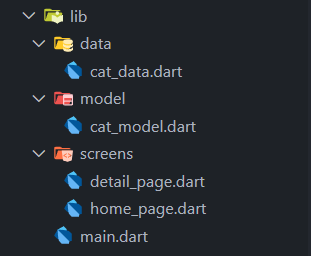 lib
data
cat_data.dart
model
cat_model.dart
screens
detail_page.dart
home_page.dart
main.dart